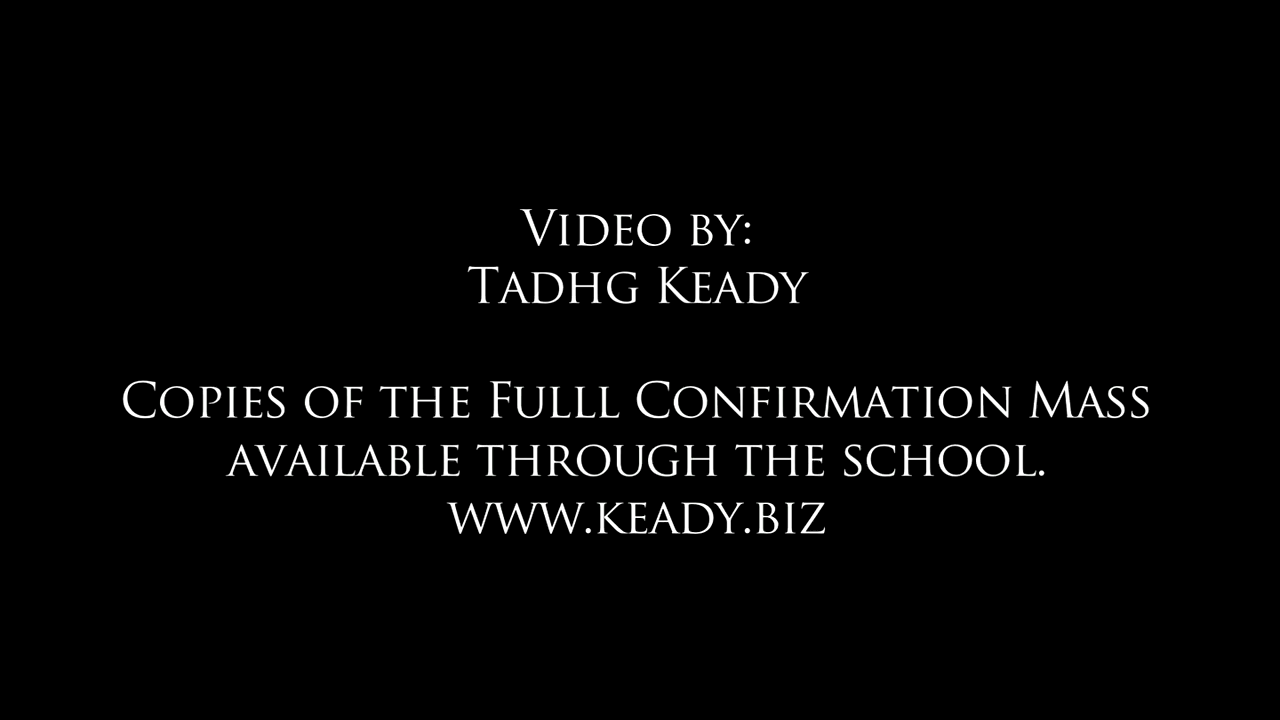 Video by:
Tadhg Keady
Copies of the Fulll Confirmation Mass
available through the school.
www.keady.biz